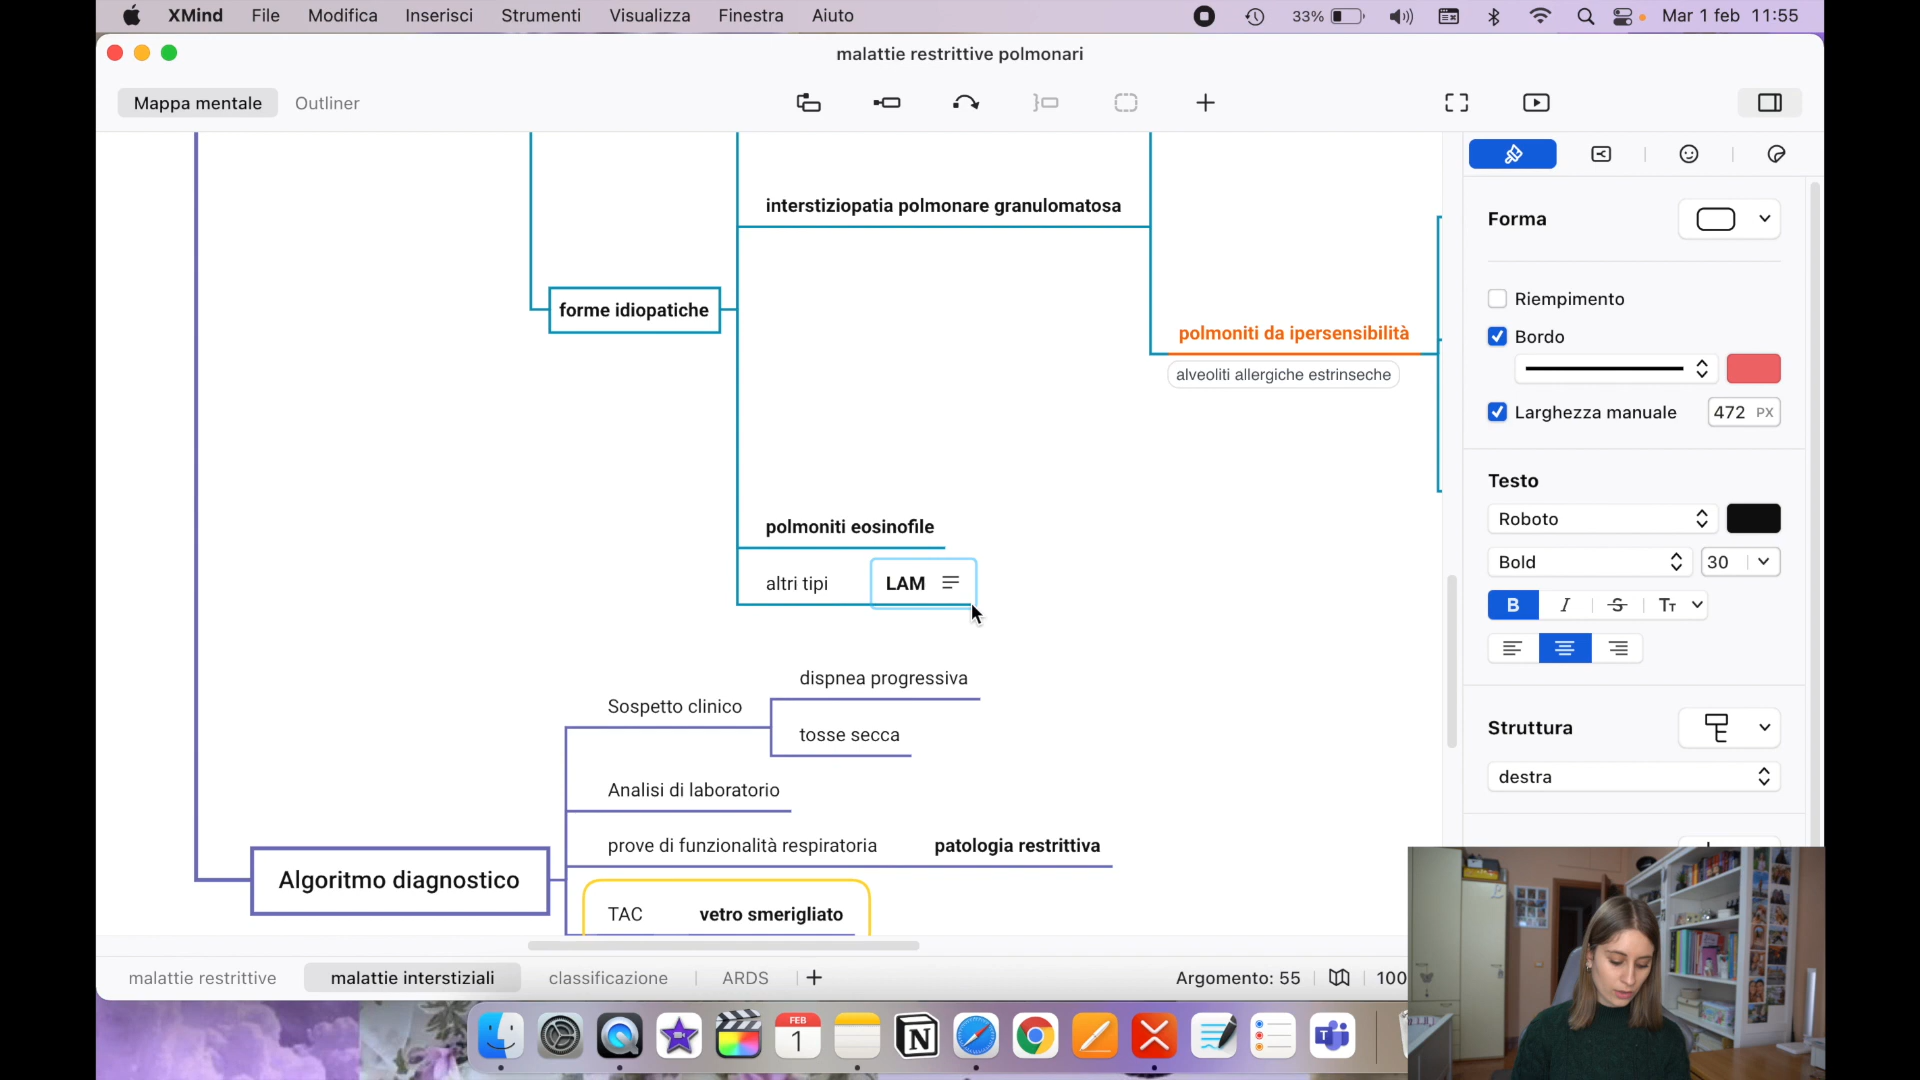 XMind File Modifica Inserisci Strumenti Visualizza Finestra Aiuto 33% Mar 1 feb 11:55
malattie restrittive polmonari
Mappa mentale Outliner
interstiziopatia polmonare granulomatosa
forme idiopatiche
polmoniti da ipersensibilità
alveoliti allergiche estrinseche
polmoniti eosinofile
altri tipi LAM
dispnea progressiva
Sospetto clinico
tosse secca
Analisi di laboratorio
prove di funzionalità respiratoria patologia restrittiva
Algoritmo diagnostico
TAC vetro smerigliato
Forma
Riempimento
Bordo
Larghezza manuale 472 PX
Testo
Roboto
Bold 30
B I S TT
Struttura
destra
malattie restrittive malattie interstiziali classificazione ARDS Argomento: 55 100
FEB
1